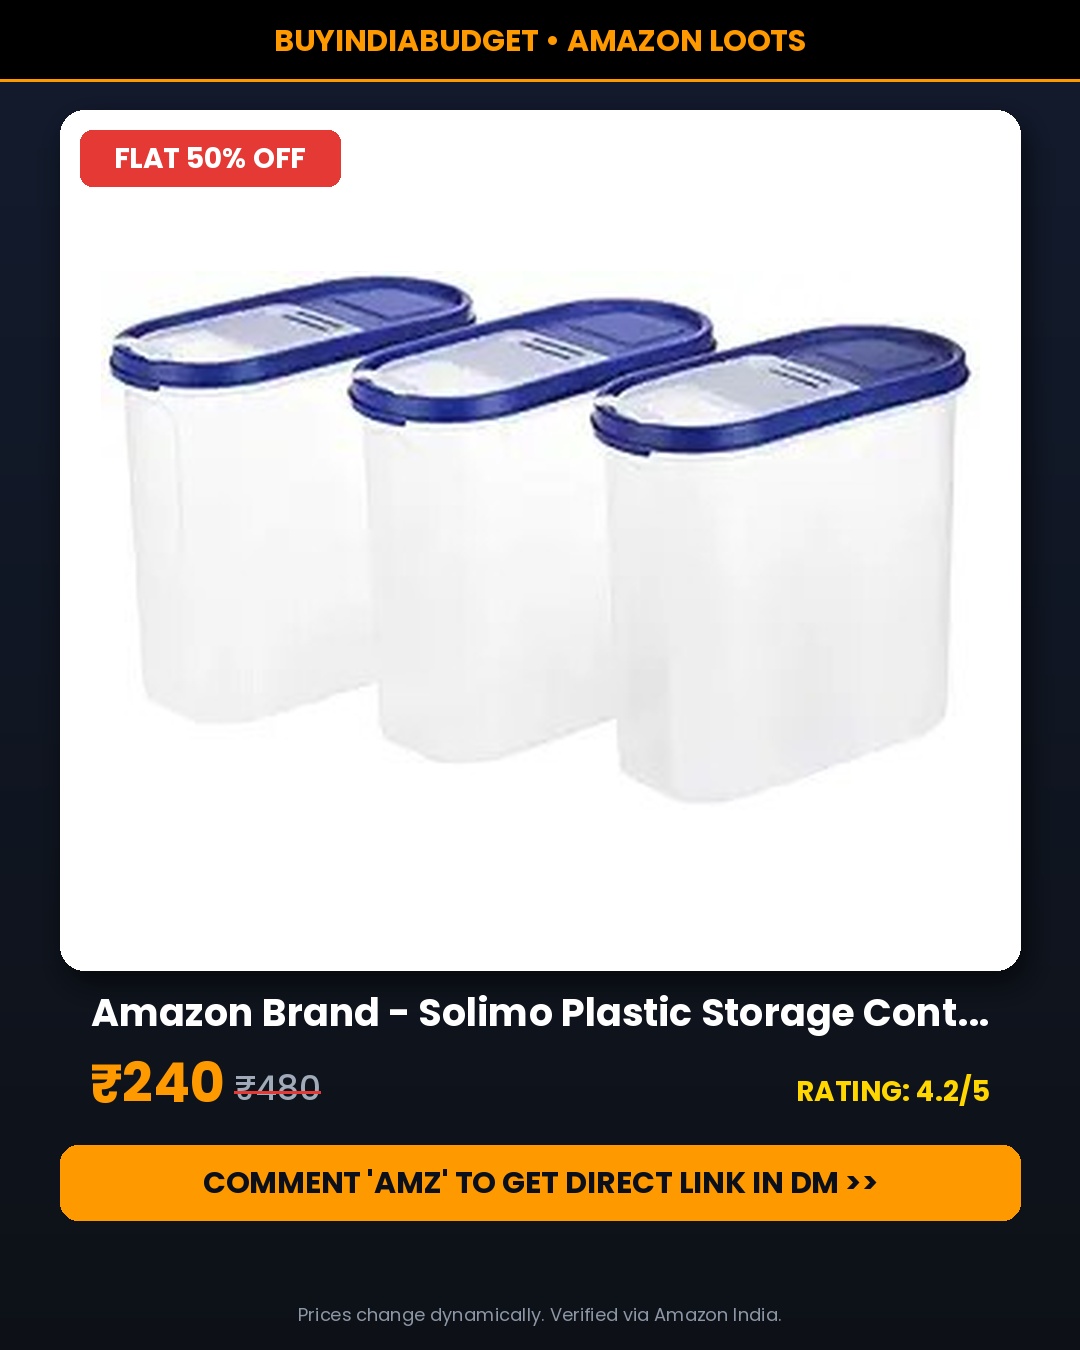 BUYINDIABUDGET • AMAZON LOOTS
FLAT 50% OFF
Amazon Brand - Solimo Plastic Storage Cont...
₹240 ₹480
RATING: 4.2/5
COMMENT 'AMZ' TO GET DIRECT LINK IN DM >>
Prices change dynamically. Verified via Amazon India.